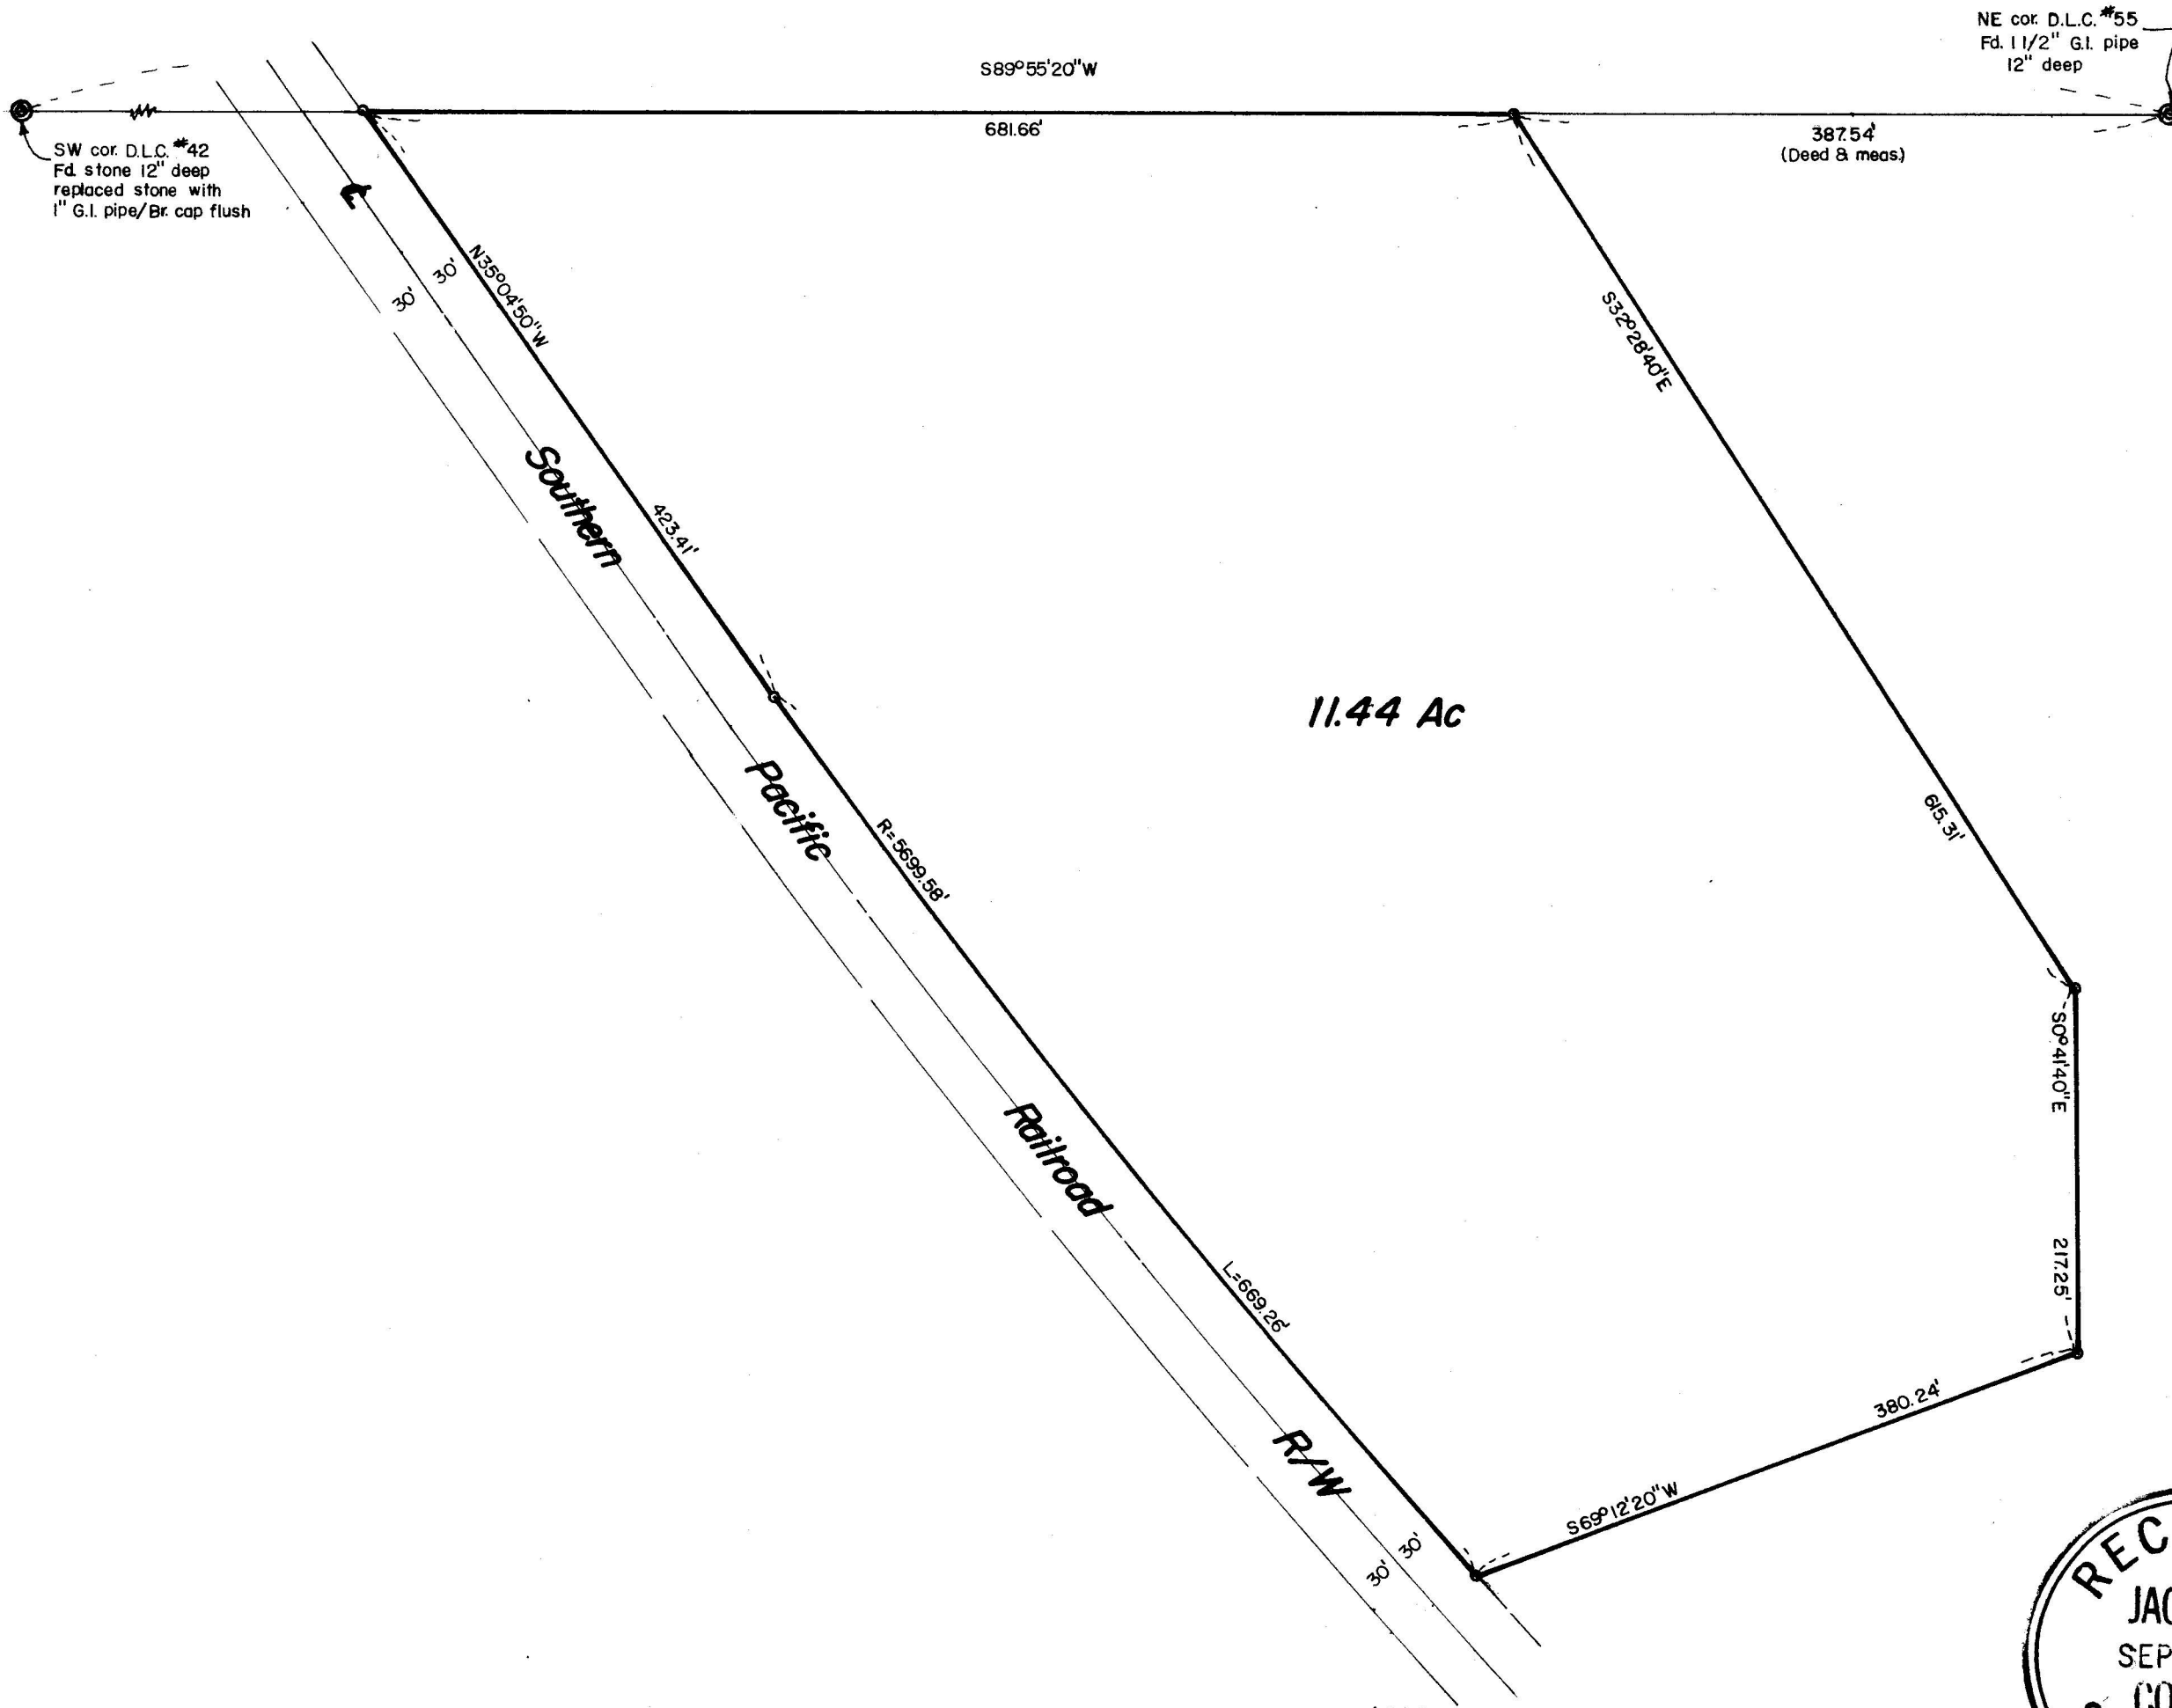 NE cor. D.L.C. #55
Fd. 1 1/2" G.I. pipe
12" deep
S89°55'20"W
681.66'
387.54'
(Deed & meas.)
SW cor. D.L.C. #42
Fd. stone 12" deep
replaced stone with
1" G.I. pipe/Br. cap flush
30'
30'
N35°04'50"W
423.41'
S32°28'40"E
615.31'
Southern
Pacific
Railroad
R/W
11.44 Ac
R=5699.58'
L=669.26'
S0°41'40"E
217.25'
380.24'
S69°12'20"W
30'
30'
REC
JAC
SEP
CO